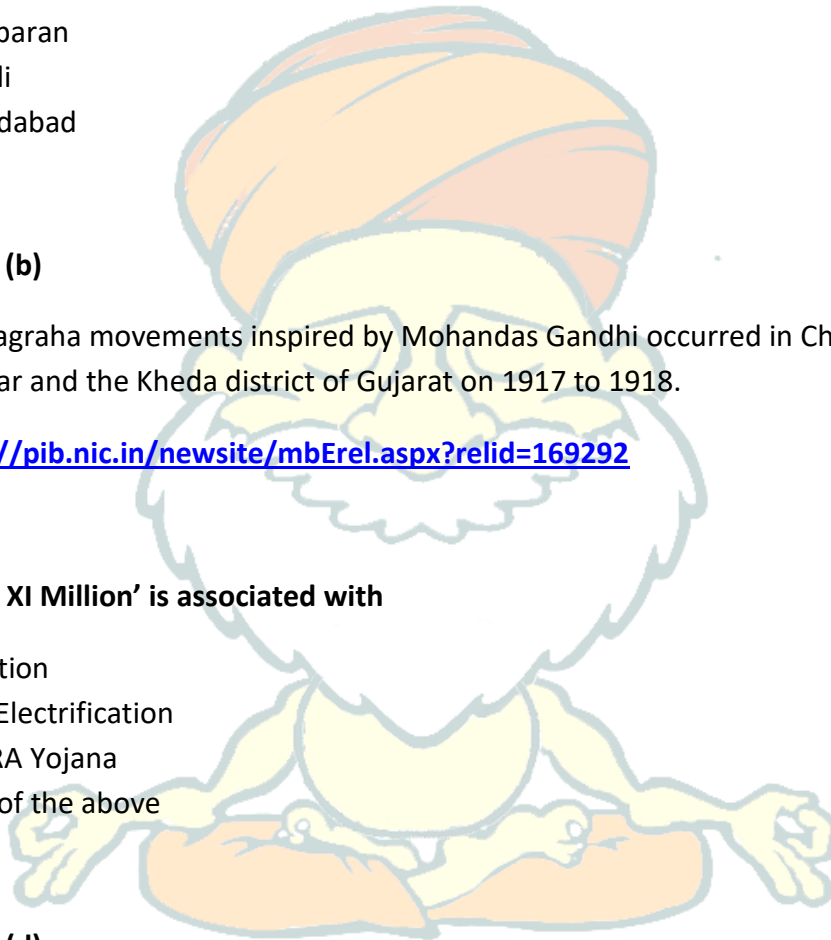 paran
li
dabad
(b)
agraha movements inspired by Mohandas Gandhi occurred in Ch
ar and the Kheda district of Gujarat on 1917 to 1918.
//pib.nic.in/newsite/mbErel.aspx?relid=169292
XI Million’ is associated with
tion
Electrification
RA Yojana
of the above